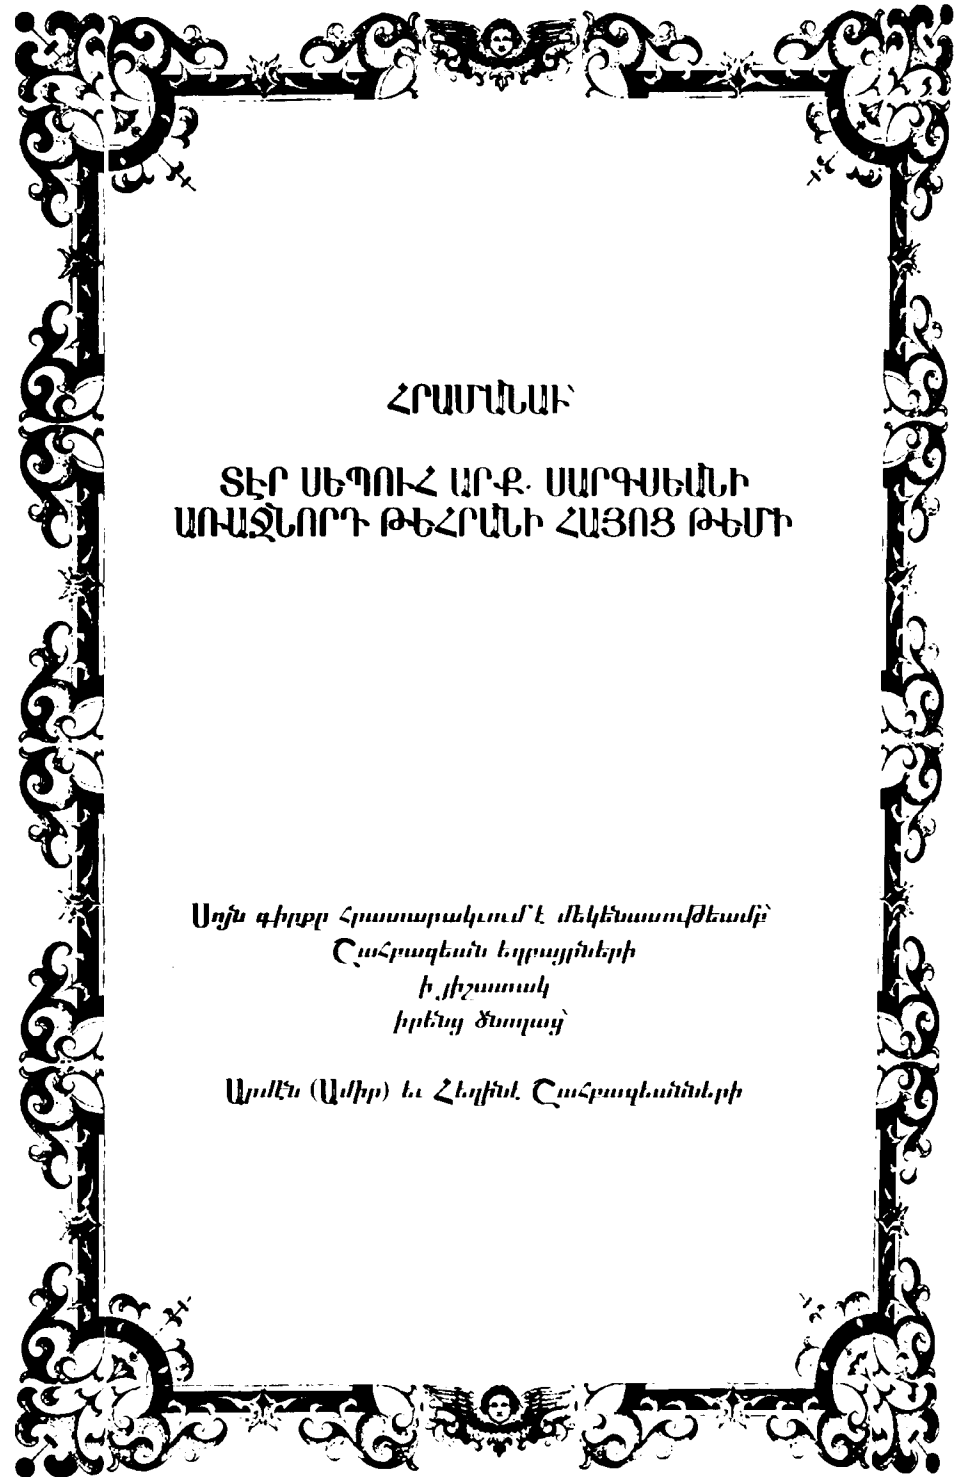 ՀՐԱՄԱՆԱՒ՝
ՏԷՐ ՍԵՊՈՒՀ ԱՐՔ. ՍԱՐԳՍԵԱՆԻ
ԱՌԱՋՆՈՐԴ ԹԵՀՐԱՆԻ ՀԱՅՈՑ ԹԵՄԻ
Սոյն գիրքը հրատարակւում է մեկենասութեամբ՝
Շահբազեան եղբայրների
ի յիշատակ
իրենց ծնողաց՝
Արմէն (Ամիր) եւ Հեղինէ Շահբազեանների